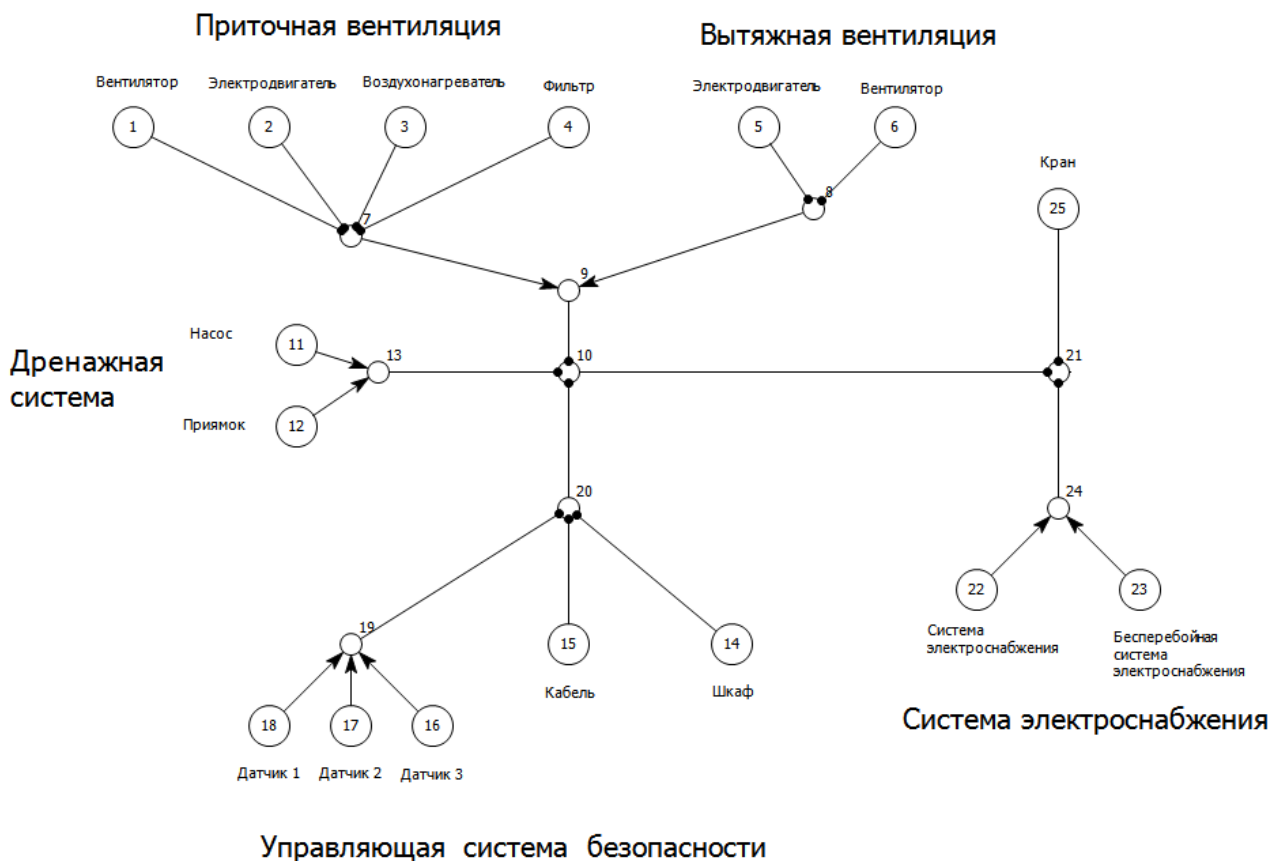 Приточная вентиляция
Вытяжная вентиляция
Вентилятор
Электродвигатель
Воздухонагреватель
Фильтр
Электродвигатель
Вентилятор
1
2
3
4
5
6
Кран
7
8
25
9
Насос
11
13
10
21
Дренажная
система
Приямок
12
20
24
22
23
19
15
14
Система
электроснабжения
Бесперебойная
система
электроснабжения
Кабель
Шкаф
18
17
16
Система электроснабжения
Датчик 1
Датчик 2
Датчик 3
Управляющая система безопасности